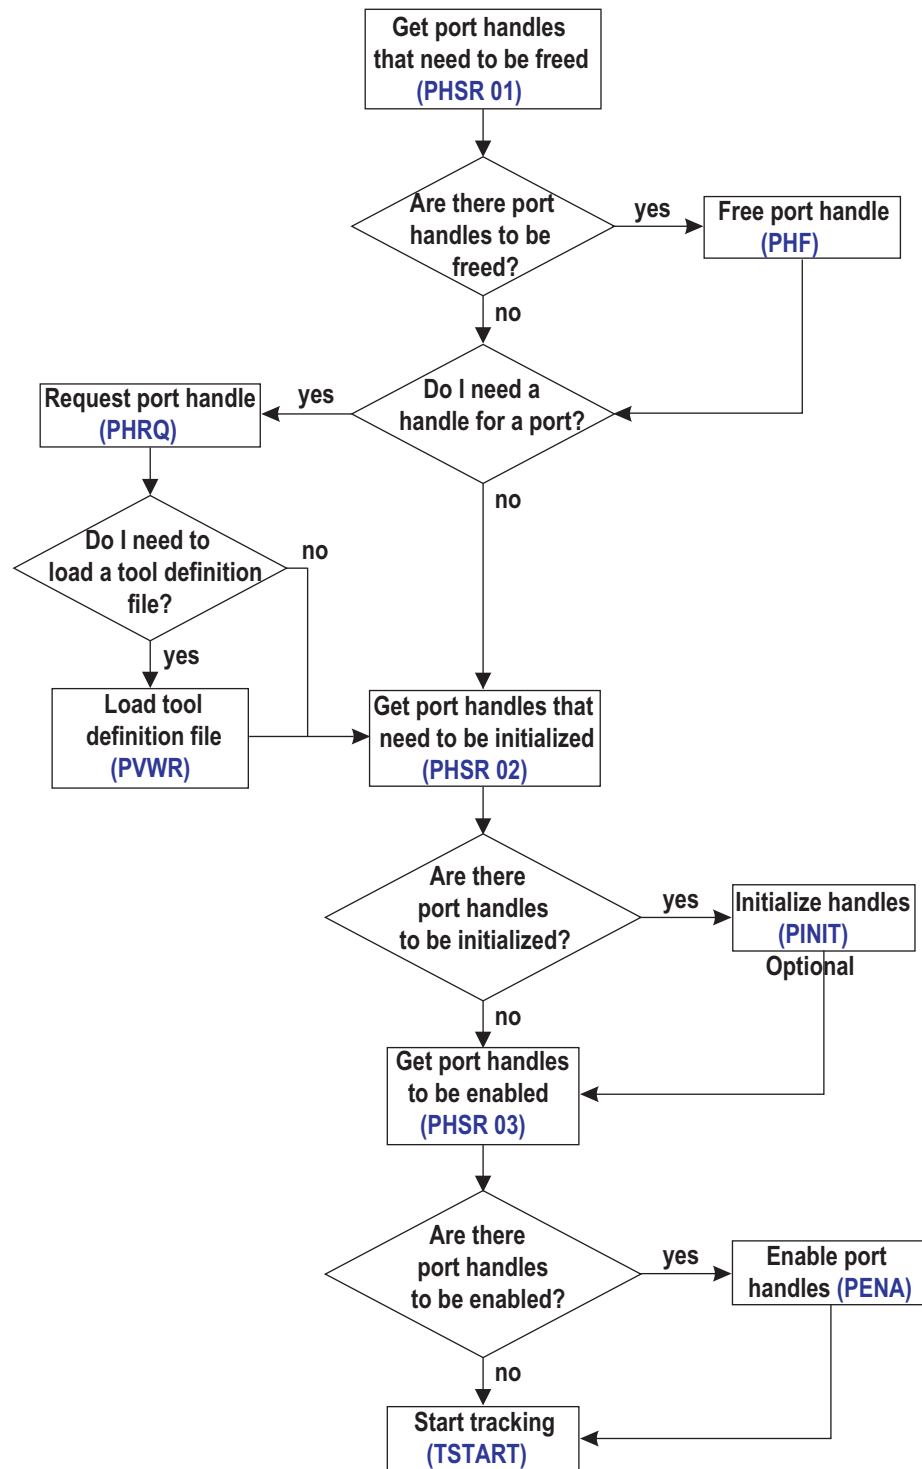 Get port handles
that need to be freed
(PHSR 01)
Are there port
handles to be
freed?
yes
Free port handle
(PHF)
no
Do I need a
handle for a port?
yes
Request port handle
(PHRQ)
no
Do I need to
load a tool definition
file?
no
yes
Load tool
definition file
(PVWR)
Get port handles that
need to be initialized
(PHSR 02)
Are there
port handles
to be initialized?
yes
Initialize handles
(PINIT)
Optional
no
Get port handles
to be enabled
(PHSR 03)
Are there
port handles
to be enabled?
yes
Enable port
handles (PENA)
no
Start tracking
(TSTART)